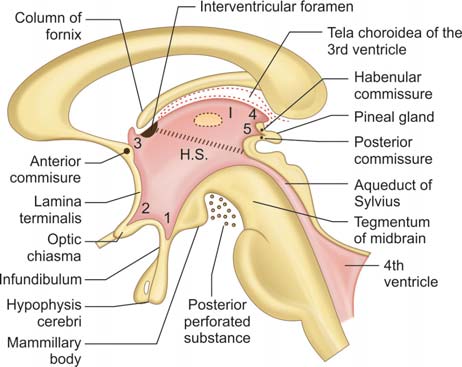 Column of
fornix
Interventricular foramen
Tela choroidea of the
3rd ventricle
Habenular
commissure
Pineal gland
Posterior
commissure
Aqueduct of
Sylvius
Tegmentum
of midbrain
4th
ventricle
Anterior
commisure
Lamina
terminalis
Optic
chiasma
Infundibulum
Hypophysis
cerebri
Mammillary
body
Posterior
perforated
substance
I
4
5
3
H.S.
2
1